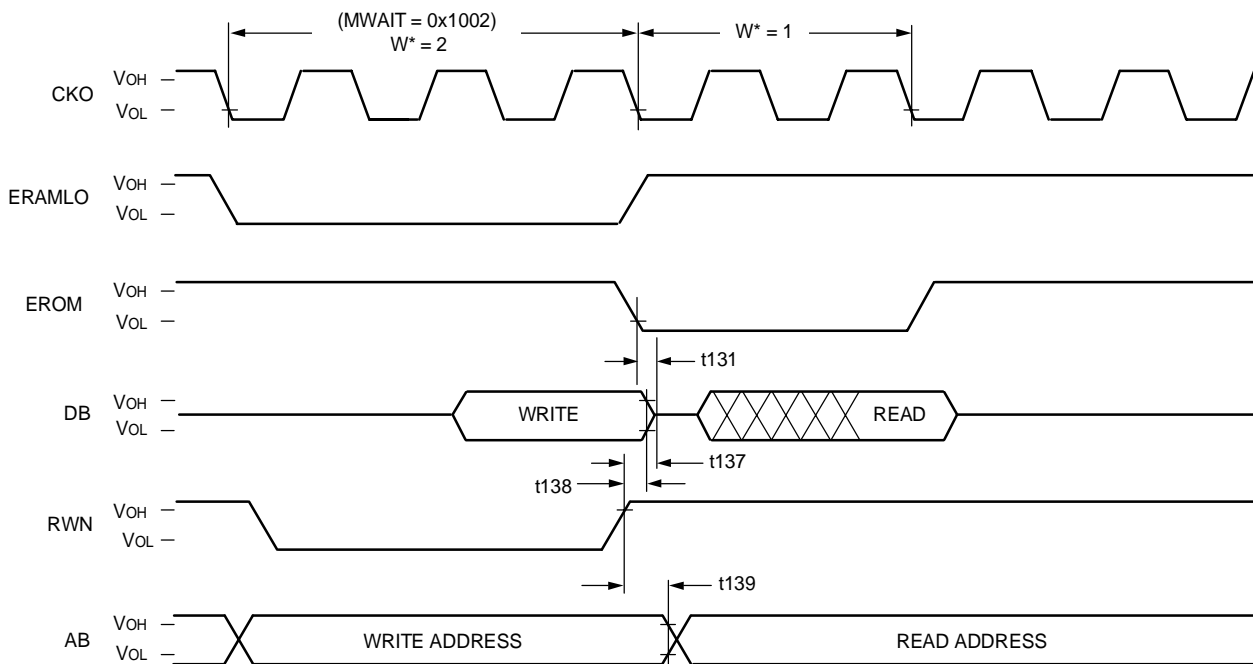 (MWAIT = 0x1002)
W* = 2
W* = 1
CKO
VOH
VOL
ERAMLO
VOH
VOL
EROM
VOH
VOL
t131
DB
VOH
VOL
WRITE
READ
t137
t138
RWN
VOH
VOL
t139
AB
VOH
VOL
WRITE ADDRESS
READ ADDRESS